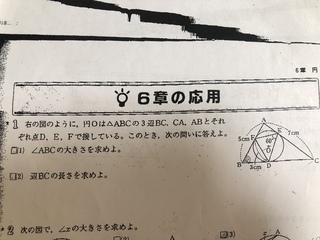 6章 円
6章の応用
1 右の図のように，円Oは△ABCの3辺BC，CA，ABとそれ
ぞれ点D，E，Fで接している。このとき，次の問いに答えよ。
(1) ∠ABCの大きさを求めよ。
(2) 辺BCの長さを求めよ。
A
5cm
7cm
F
E
60°
O
B
3cm
D
C
2 次の図で，∠xの大きさを求めよ。
(3)
A